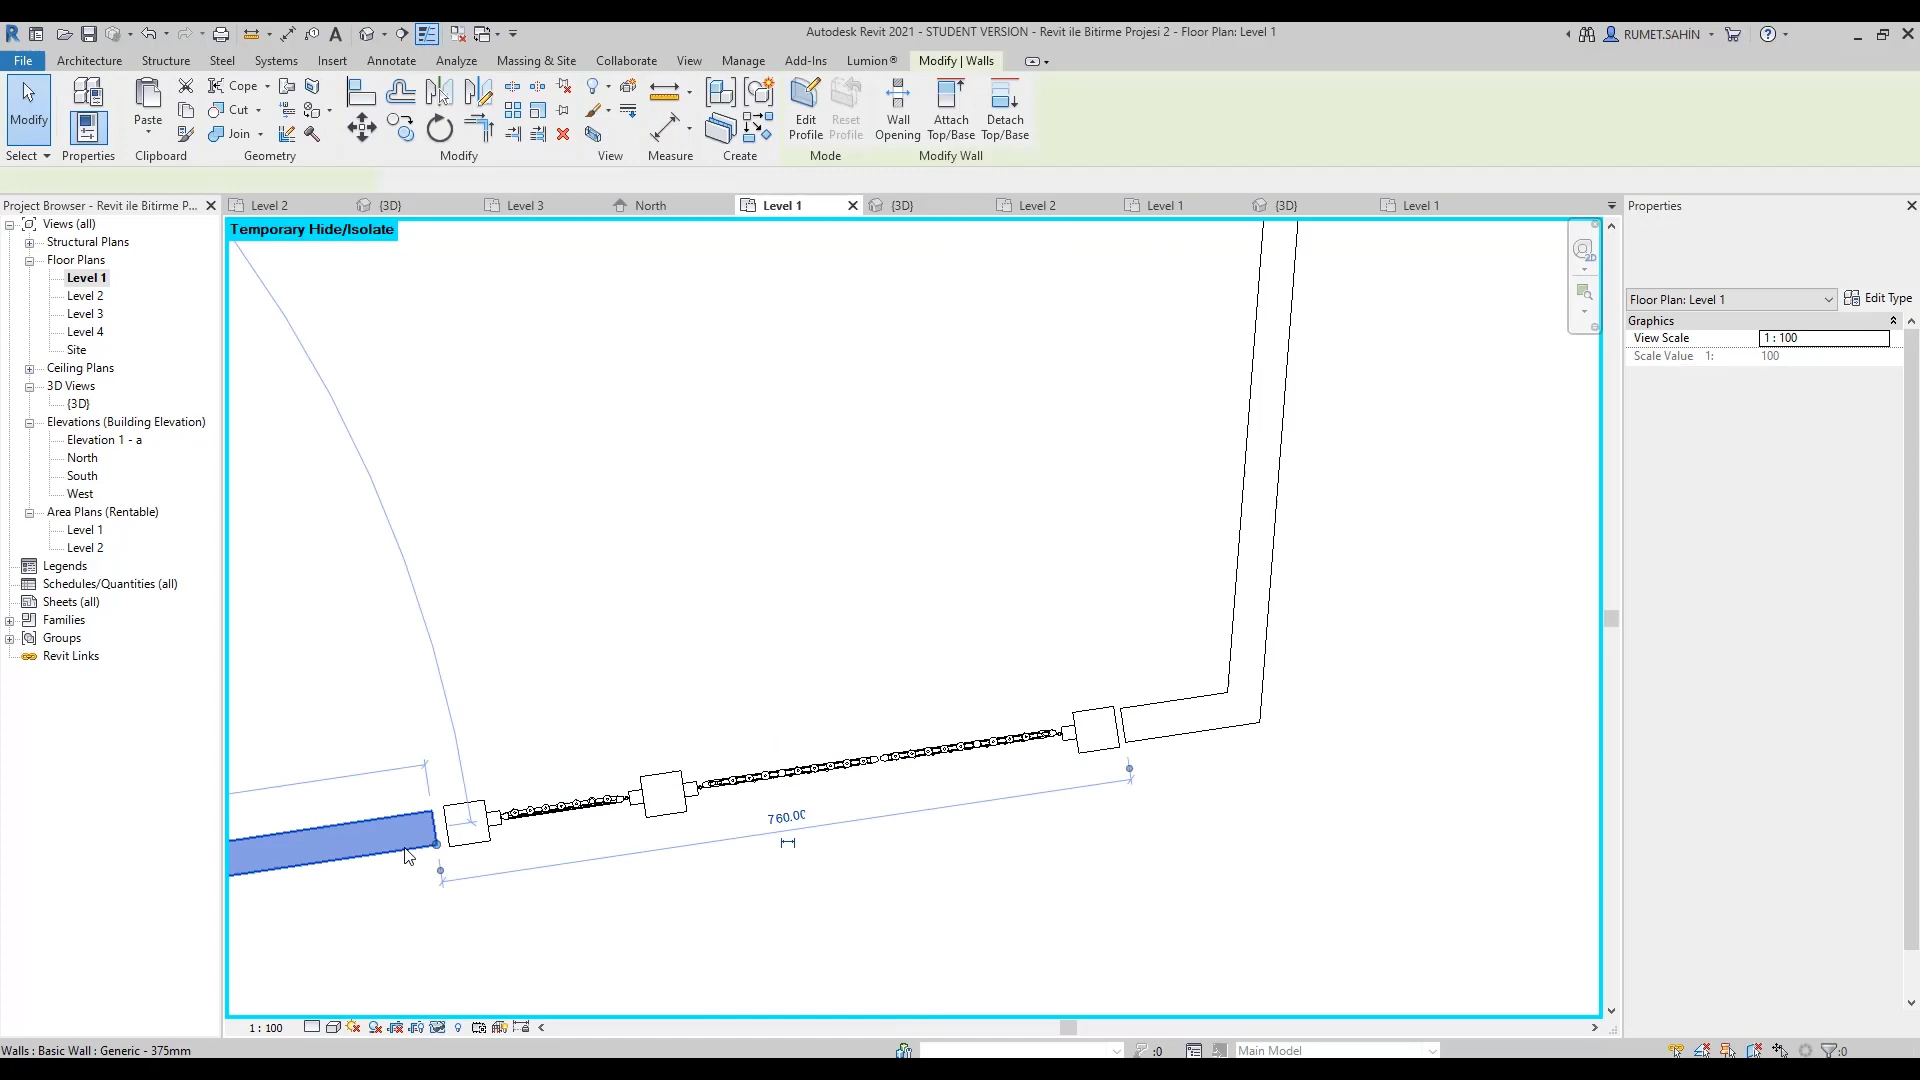 Autodesk Revit 2021 - STUDENT VERSION - Revit ile Bitirme Projesi 2 - Floor Plan: Level 1
RUMET.SAHİN
File Architecture Structure Steel Systems Insert Annotate Analyze Massing & Site Collaborate View Manage Add-Ins Lumion® Modify | Walls
Modify
Paste
Cope
Cut
Join
Edit Profile
Reset Profile
Wall Opening
Attach Top/Base
Detach Top/Base
Select Properties Clipboard Geometry Modify View Measure Create Mode Modify Wall
Project Browser - Revit ile Bitirme P...
Level 2 {3D} Level 3 North Level 1 {3D} Level 2 Level 1 {3D} Level 1
Properties
Views (all)
Structural Plans
Floor Plans
Level 1
Level 2
Level 3
Level 4
Site
Ceiling Plans
3D Views
{3D}
Elevations (Building Elevation)
Elevation 1 - a
North
South
West
Area Plans (Rentable)
Level 1
Level 2
Legends
Schedules/Quantities (all)
Sheets (all)
Families
Groups
Revit Links
Temporary Hide/Isolate
2D
760.00
Floor Plan: Level 1
Edit Type
Graphics
View Scale 1 : 100
Scale Value 1: 100
1 : 100
Walls : Basic Wall : Generic - 375mm
:0
Main Model
:0